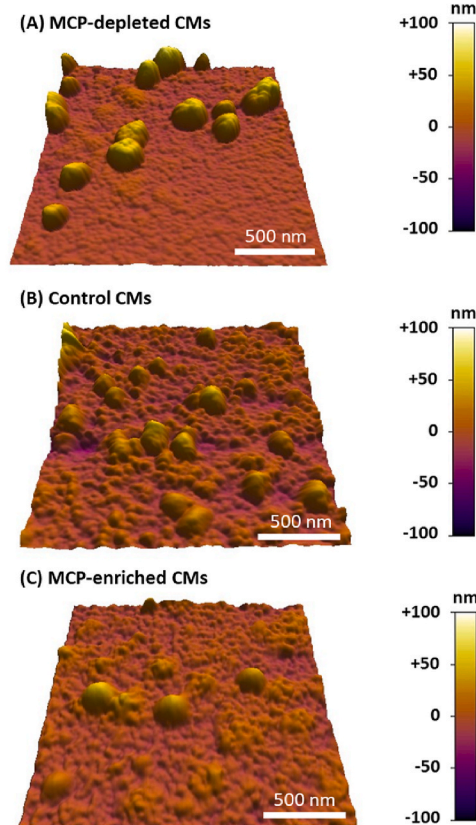 (A) MCP-depleted CMs
nm
+100
+50
0
-50
-100
500 nm
(B) Control CMs
nm
+100
+50
0
-50
-100
500 nm
(C) MCP-enriched CMs
nm
+100
+50
0
-50
-100
500 nm